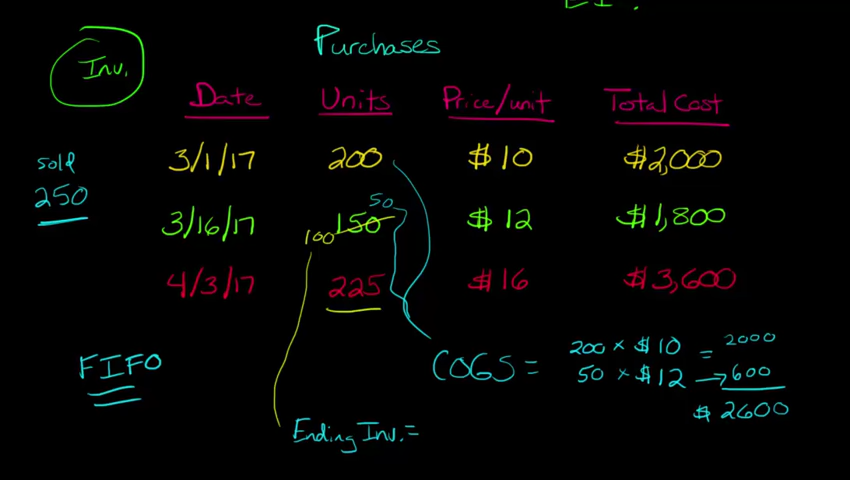 Purchases
Inv.
Date Units Price/unit Total Cost
sold
250
3/1/17 200 $10 $2,000
50
3/16/17 150 $12 $1,800
100
4/3/17 225 $16 $3,600
FIFO
COGS =
200 × $10 = 2000
50 × $12 → 600
$ 2600
Ending Inv. =